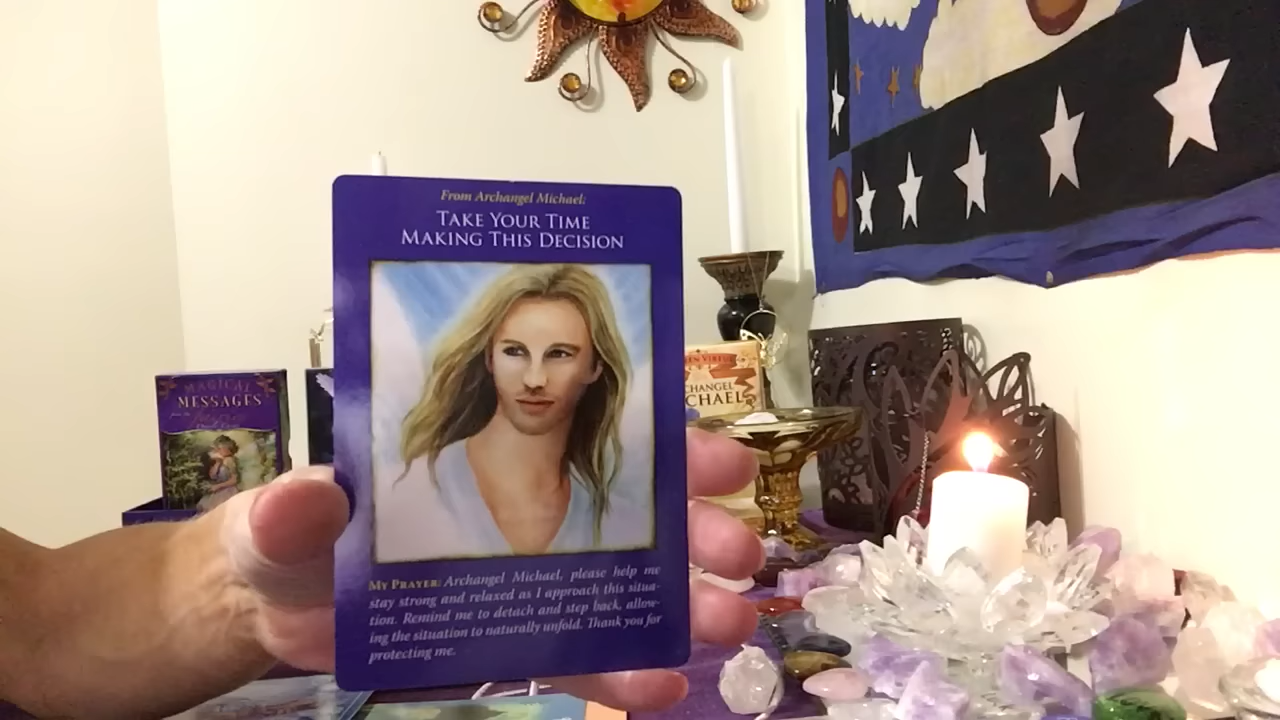 From Archangel Michael:
TAKE YOUR TIME
MAKING THIS DECISION
MY PRAYER: Archangel Michael, please help me
stay strong and relaxed as I approach this situa-
tion. Remind me to detach and step back, allow-
ing the situation to naturally unfold. Thank you for
protecting me.
MAGICAL
MESSAGES
CHANGEL
CHAEL